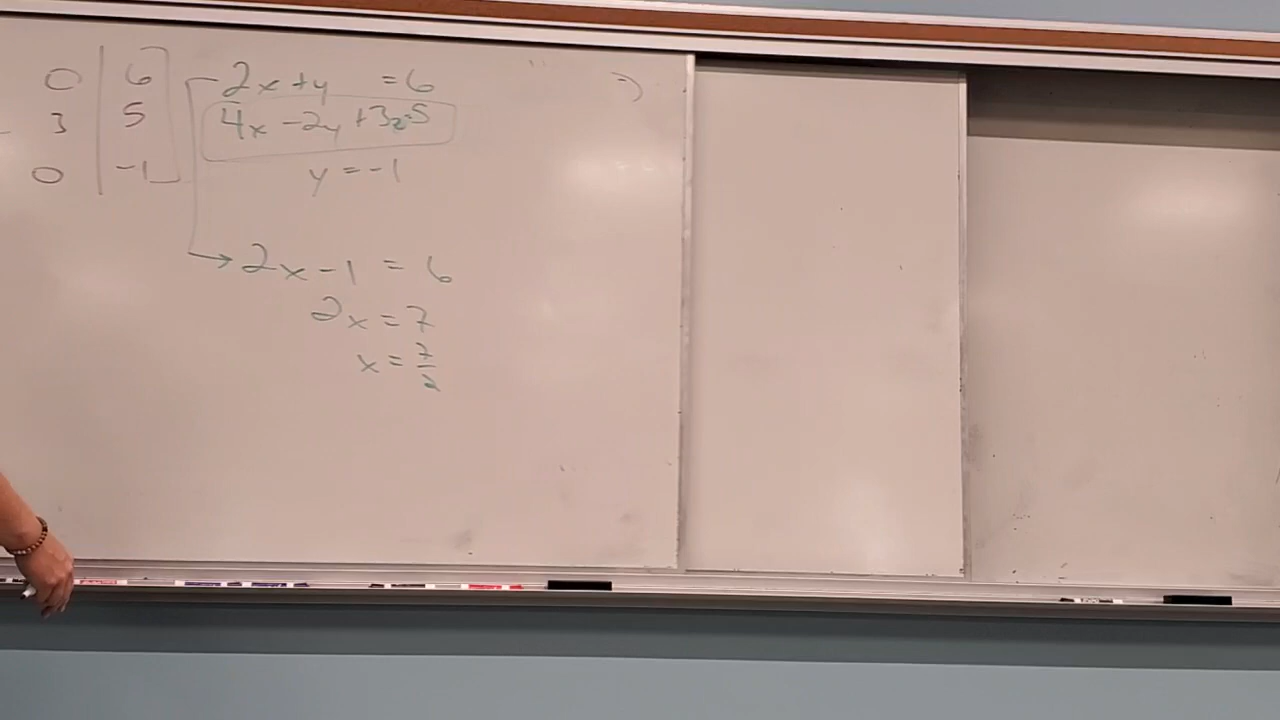 0 | 6 2x + y = 6
3 | 5 4x - 2y + 3z = 5
0 | -1 y = -1
→ 2x - 1 = 6
2x = 7
x = 7/2